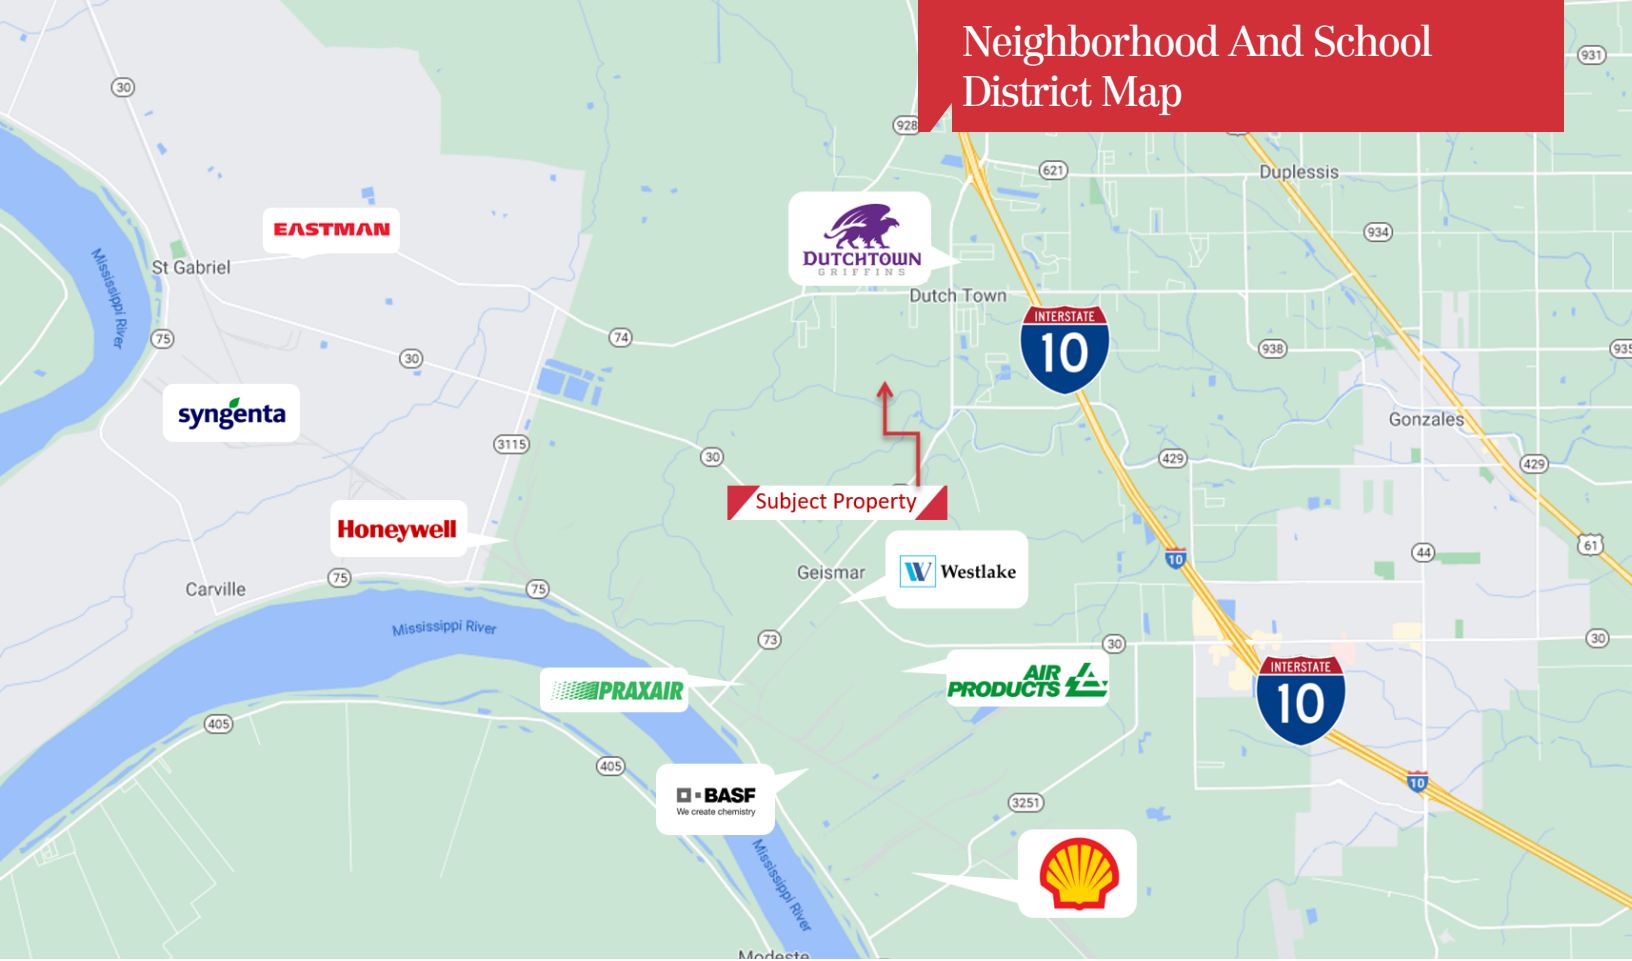 Neighborhood And School
District Map
931
30
928
621
Duplessis
934
EASTMAN
DUTCHTOWN
GRIFFINS
St Gabriel
Mississippi River
Dutch Town
INTERSTATE
10
75
74
30
938
935
syngenta
Gonzales
3115
30
429
429
Subject Property
Honeywell
61
44
10
Geismar
Westlake
75
75
Carville
Mississippi River
73
30
30
PRAXAIR
AIR
PRODUCTS
INTERSTATE
10
405
405
10
BASF
We create chemistry
3251
Mississippi River
Modeste